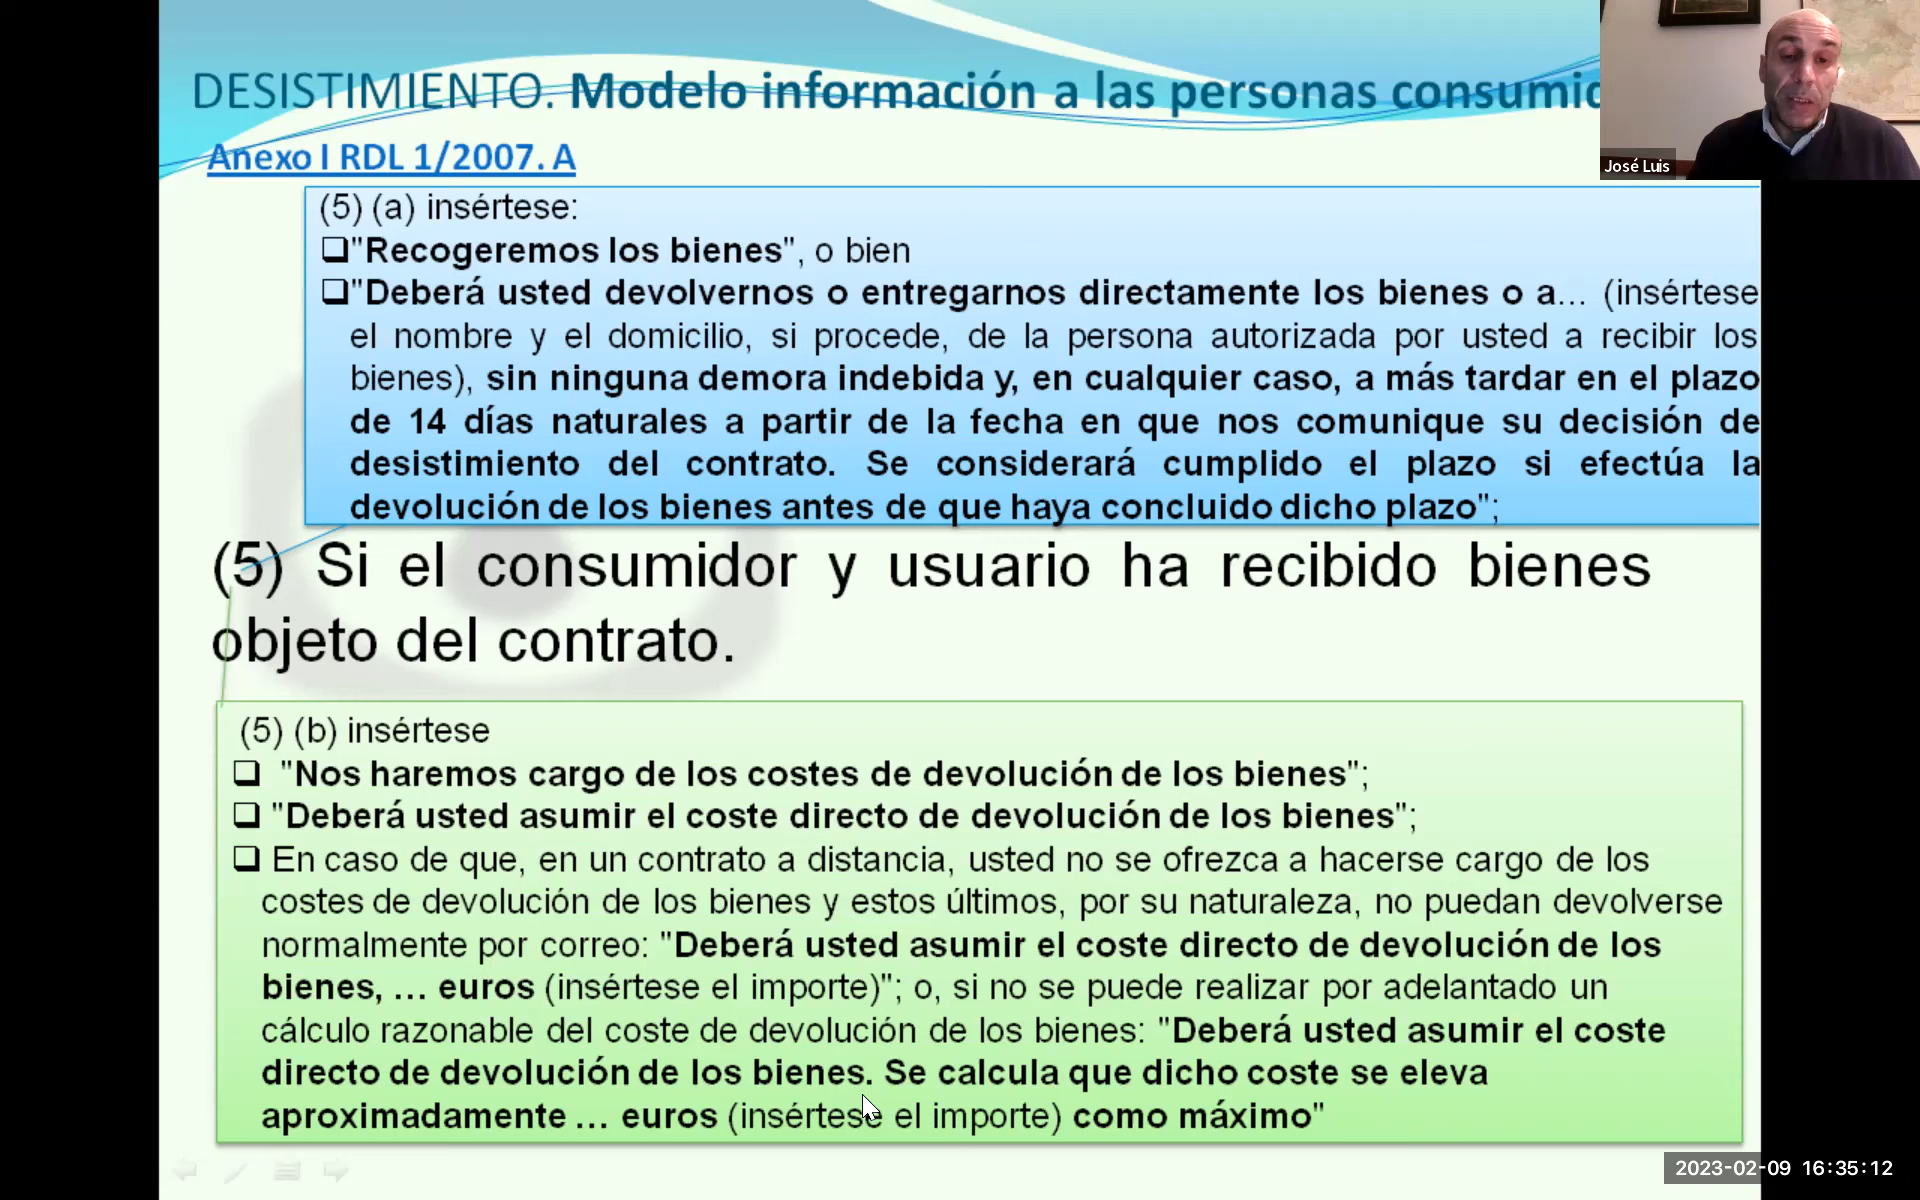 DESISTIMIENTO. Modelo información a las personas
Anexo I RDL 1/2007. A
José Luis
(5) (a) insértese:
❑"Recogeremos los bienes", o bien
❑"Deberá usted devolvernos o entregarnos directamente los bienes o a... (insértese
el nombre y el domicilio, si procede, de la persona autorizada por usted a recibir los
bienes), sin ninguna demora indebida y, en cualquier caso, a más tardar en el plazo
de 14 días naturales a partir de la fecha en que nos comunique su decisión de
desistimiento del contrato. Se considerará cumplido el plazo si efectúa la
devolución de los bienes antes de que haya concluido dicho plazo";
(5) Si el consumidor y usuario ha recibido bienes
objeto del contrato.
(5) (b) insértese
❑ "Nos haremos cargo de los costes de devolución de los bienes";
❑ "Deberá usted asumir el coste directo de devolución de los bienes";
❑ En caso de que, en un contrato a distancia, usted no se ofrezca a hacerse cargo de los
costes de devolución de los bienes y estos últimos, por su naturaleza, no puedan devolverse
normalmente por correo: "Deberá usted asumir el coste directo de devolución de los
bienes, ... euros (insértese el importe)"; o, si no se puede realizar por adelantado un
cálculo razonable del coste de devolución de los bienes: "Deberá usted asumir el coste
directo de devolución de los bienes. Se calcula que dicho coste se eleva
aproximadamente ... euros (insértese el importe) como máximo"
2023-02-09 16:35:12